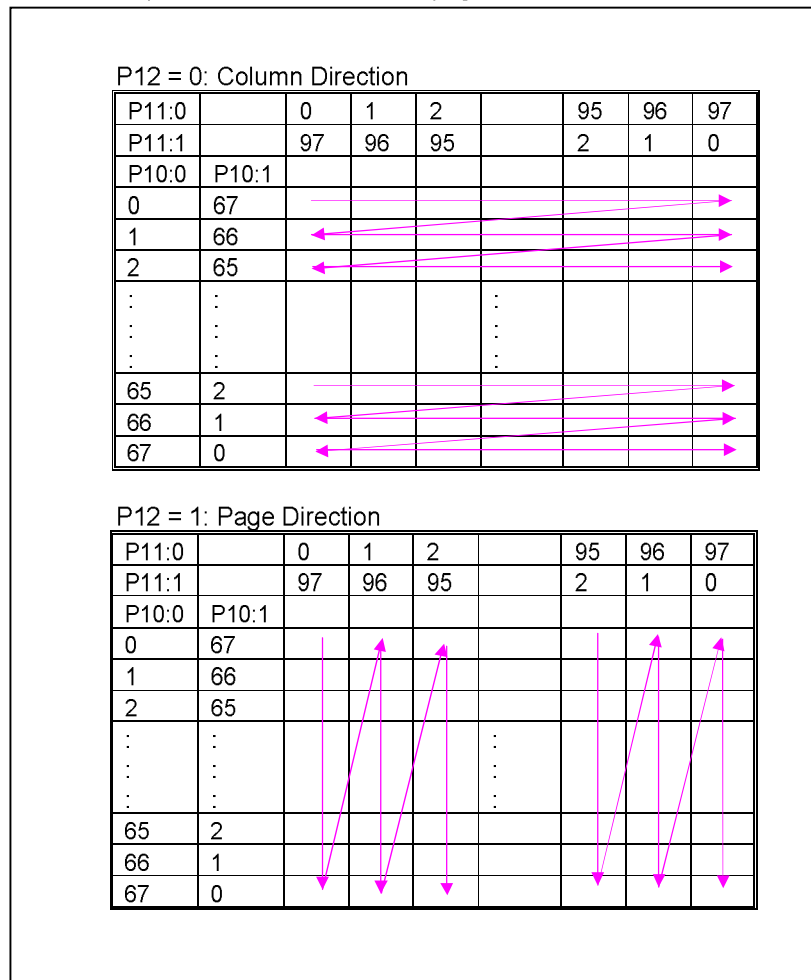 P12 = 0: Column Direction
P11:0 0 1 2 95 96 97
P11:1 97 96 95 2 1 0
P10:0 P10:1
0 67
1 66
2 65
: : :
: : :
: : :
65 2
66 1
67 0
P12 = 1: Page Direction
P11:0 0 1 2 95 96 97
P11:1 97 96 95 2 1 0
P10:0 P10:1
0 67
1 66
2 65
: : :
: : :
: : :
65 2
66 1
67 0